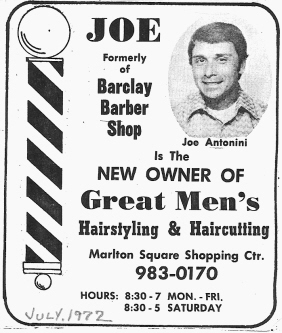 JOE
Formerly
of
Barclay
Barber
Shop
Joe Antonini
Is The
NEW OWNER OF
Great Men's
Hairstyling & Haircutting
Marlton Square Shopping Ctr.
983-0170
HOURS: 8:30 - 7 MON. - FRI.
8:30 - 5 SATURDAY
JULY. 1972